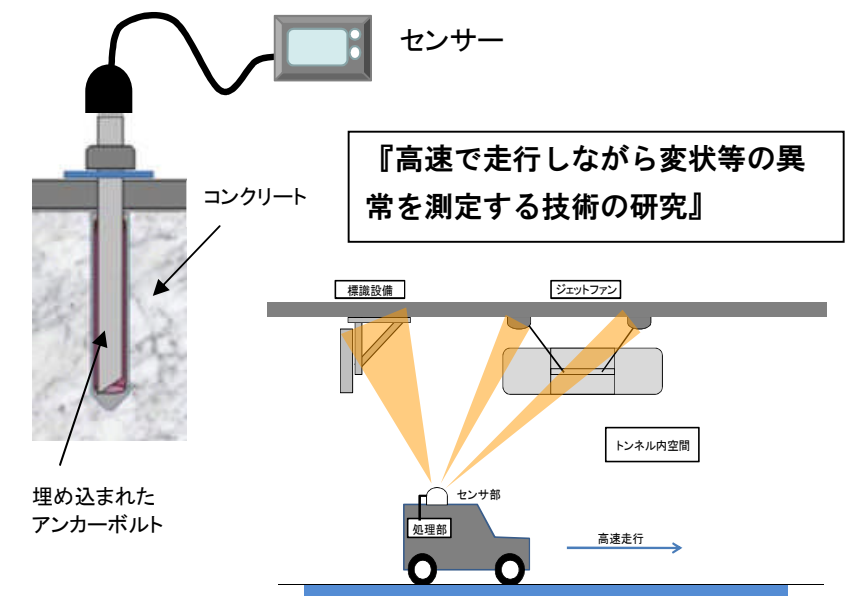 センサー
『高速で走行しながら変状等の異
常を測定する技術の研究』
コンクリート
標識設備
ジェットファン
トンネル内空間
埋め込まれた
アンカーボルト
センサ部
処理部
高速走行